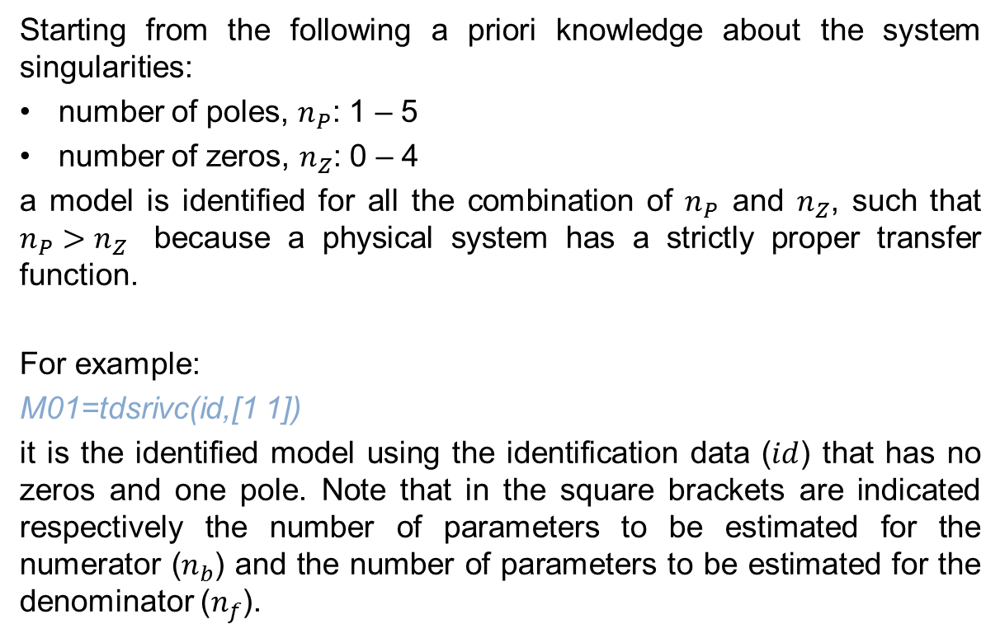 Starting from the following a priori knowledge about the system
singularities:
• number of poles, n_P: 1 – 5
• number of zeros, n_Z: 0 – 4
a model is identified for all the combination of n_P and n_Z, such that
n_P > n_Z because a physical system has a strictly proper transfer
function.
For example:
M01=tdsrivc(id,[1 1])
it is the identified model using the identification data (id) that has no
zeros and one pole. Note that in the square brackets are indicated
respectively the number of parameters to be estimated for the
numerator (n_b) and the number of parameters to be estimated for the
denominator (n_f).